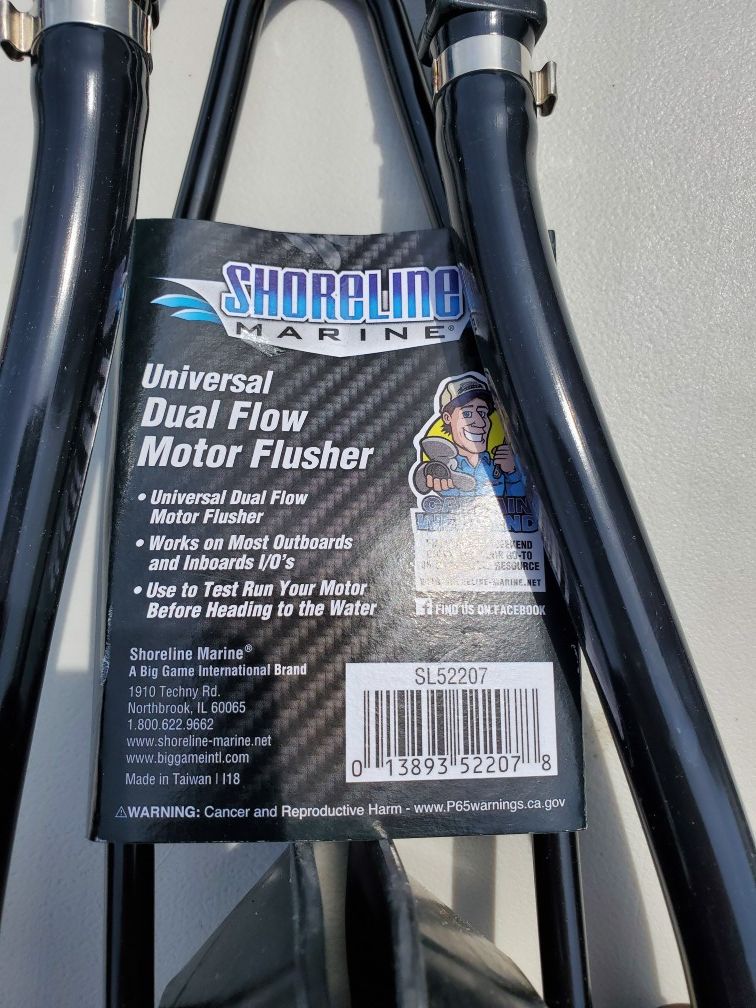 SHORELINE
MARINE®
Universal
Dual Flow
Motor Flusher
• Universal Dual Flow
Motor Flusher
• Works on Most Outboards
and Inboards I/O's
• Use to Test Run Your Motor
Before Heading to the Water
FIND US ON FACEBOOK
Shoreline Marine®
A Big Game International Brand
1910 Techny Rd.
Northbrook, IL 60065
1.800.622.9662
www.shoreline-marine.net
www.biggameintl.com
Made in Taiwan | I18
SL52207
0 13893 52207 8
⚠WARNING: Cancer and Reproductive Harm - www.P65warnings.ca.gov